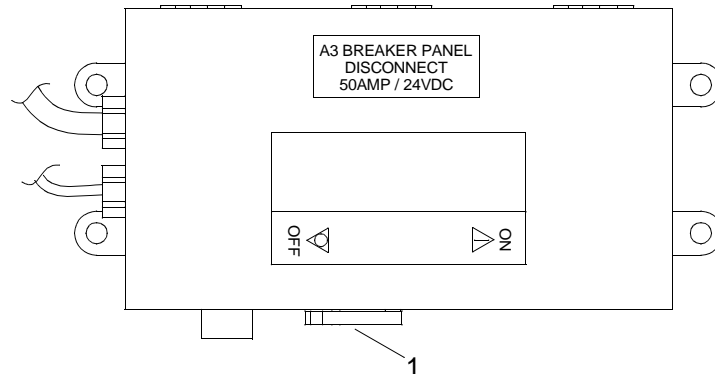 A3 BREAKER PANEL
DISCONNECT
50AMP / 24VDC
OFF
ON
1